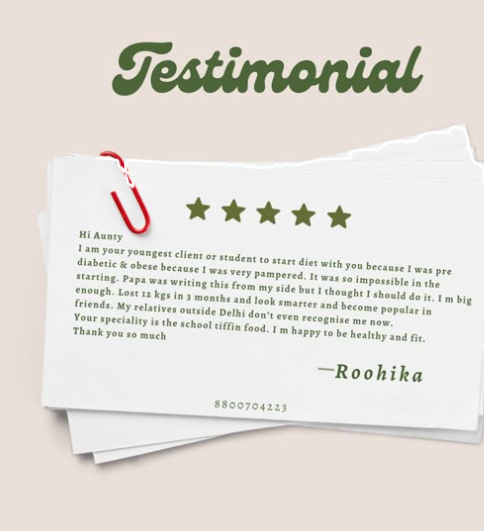 Testimonial
Hi Aunty
I am your youngest client or student to start diet with you because I was pre
diabetic & obese because I was very pampered. It was so impossible in the
starting. Papa was writing this from my side but I thought I should do it. I m big
enough. Lost 12 kgs in 3 months and look smarter and become popular in
friends. My relatives outside Delhi don't even recognise me now.
Your speciality is the school tiffin food. I m happy to be healthy and fit.
Thank you so much
—Roohika
8800704223